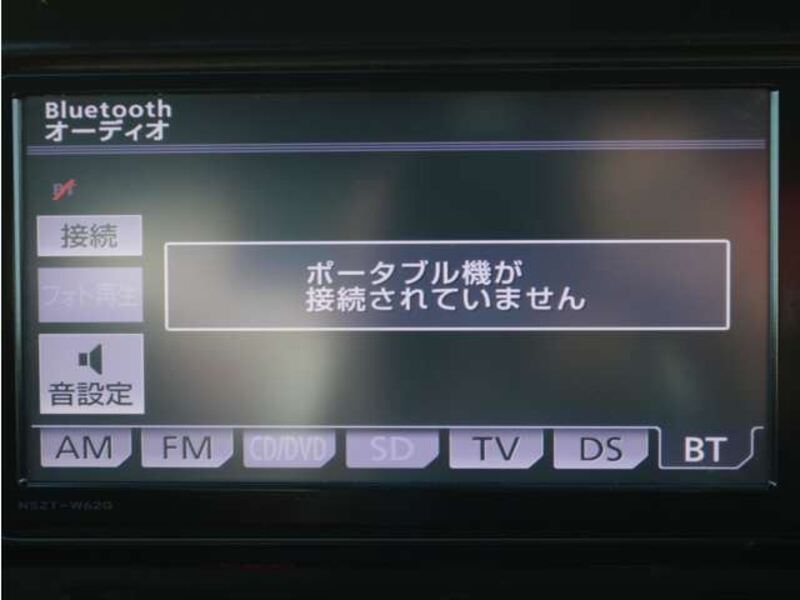 Bluetooth
オーディオ
BT
接続
フォト再生
音設定
ポータブル機が
接続されていません
AM FM CD/DVD SD TV DS BT
NSZT-W62G